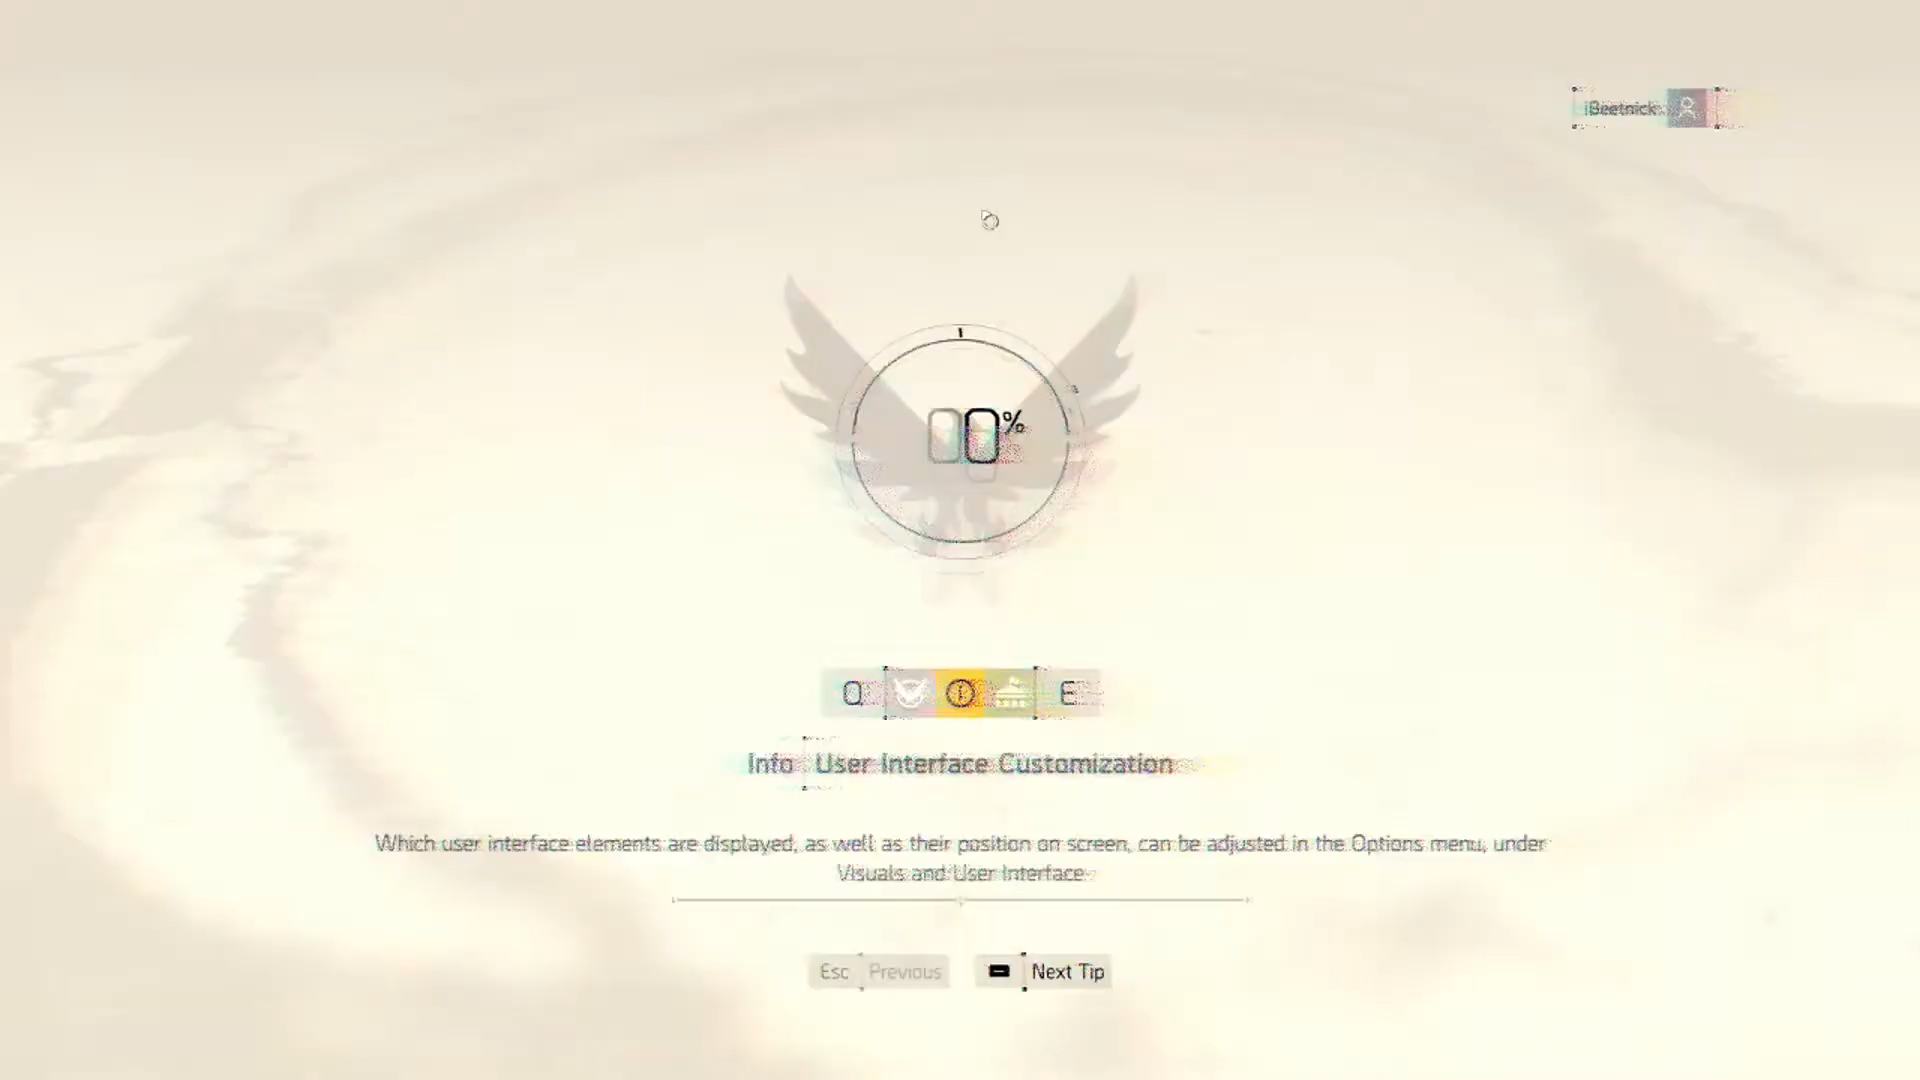 iBeetnick
00%
Q E
Info User Interface Customization
Which user interface elements are displayed, as well as their position on screen, can be adjusted in the Options menu, under
Visuals and User Interface.
Esc Previous Next Tip